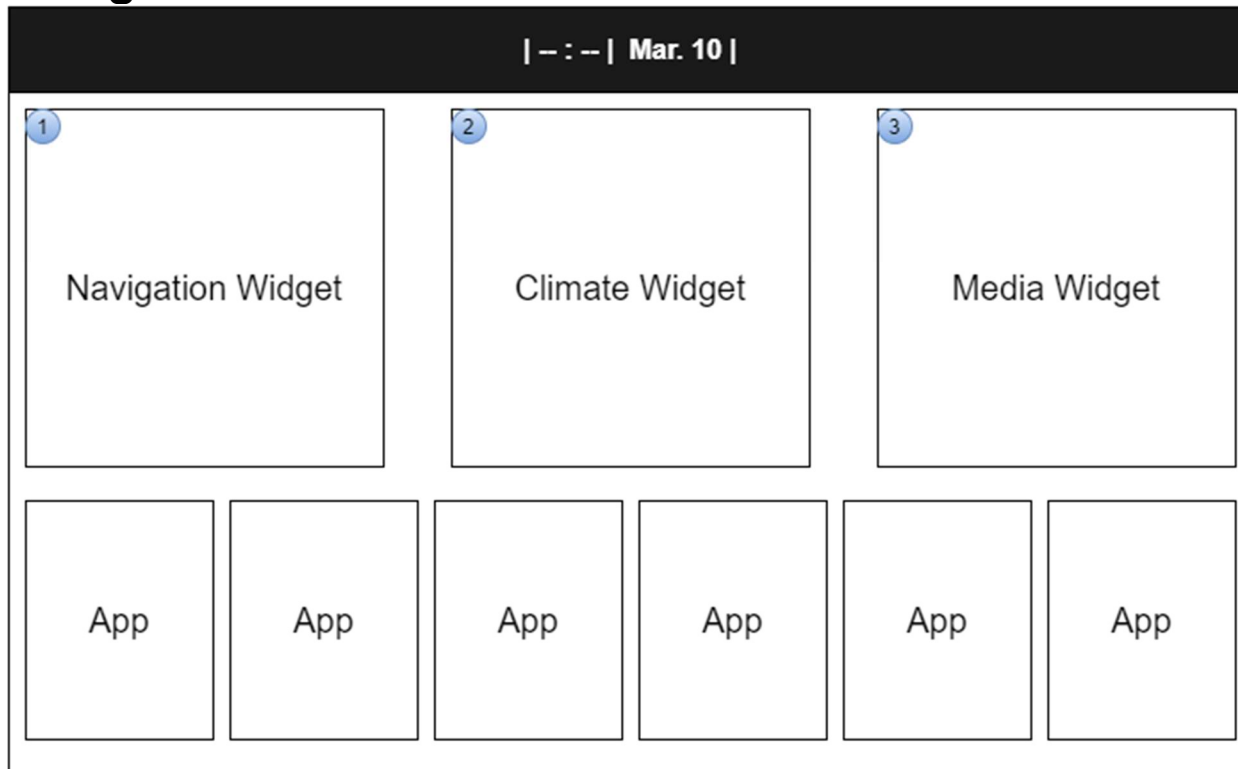 | -- : -- | Mar. 10 |
1
2
3
Navigation Widget
Climate Widget
Media Widget
App
App
App
App
App
App